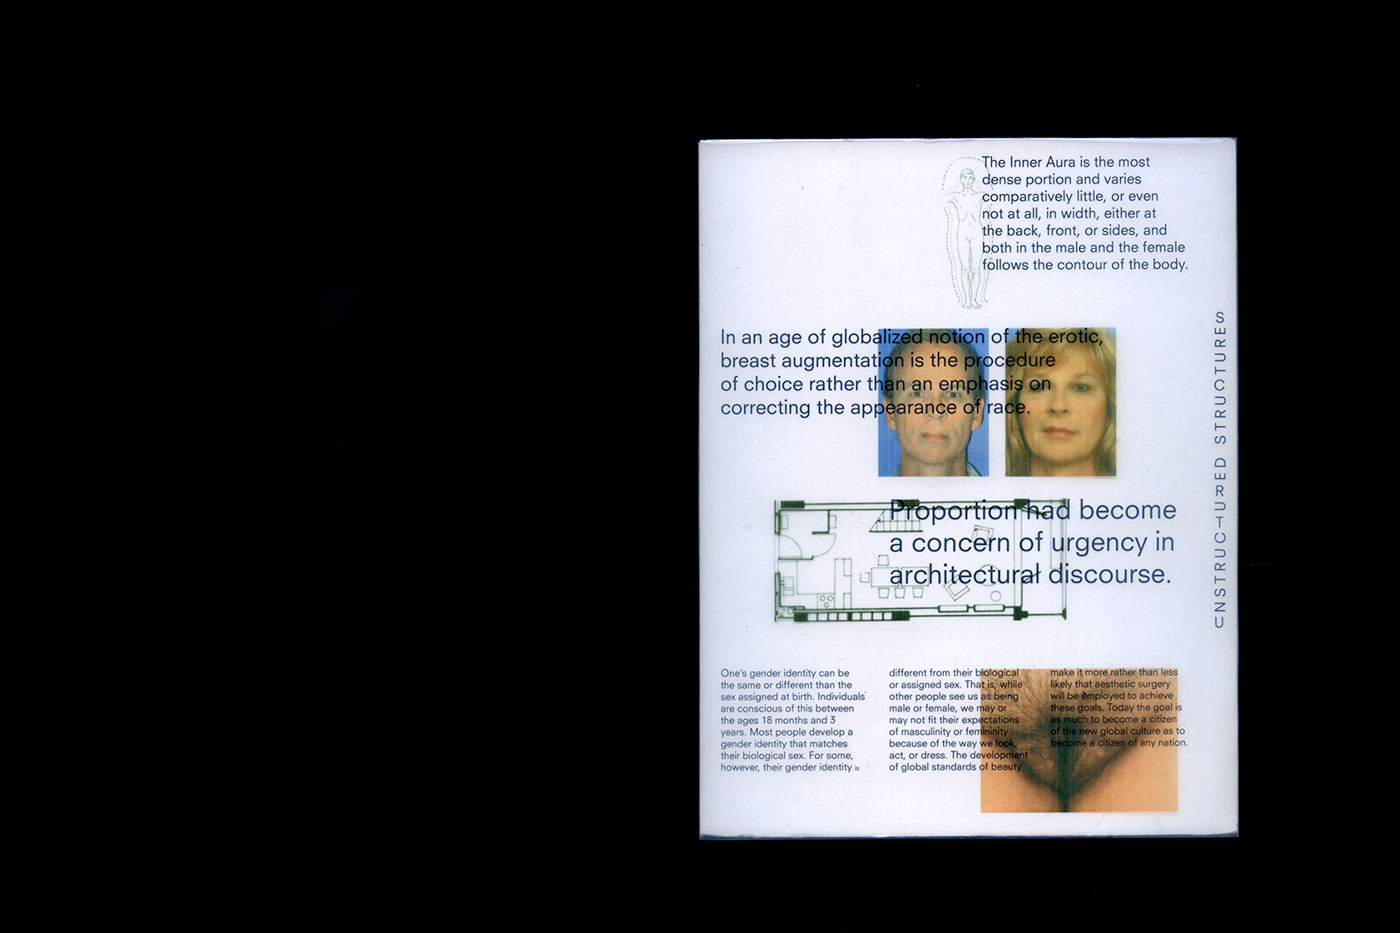 The Inner Aura is the most
dense portion and varies
comparatively little, or even
not at all, in width, either at
the back, front, or sides, and
both in the male and the female
follows the contour of the body.
In an age of globalized notion of the erotic,
breast augmentation is the procedure
of choice rather than an emphasis on
correcting the appearance of race.
Proportion had become
a concern of urgency in
architectural discourse.
One's gender identity can be
the same or different than the
sex assigned at birth. Individuals'
are conscious of this between
the ages 18 months and 3
years. Most people develop a
gender identity that matches
their biological sex. For some,
however, their gender identity is
different from their biological
or assigned sex. That is, while
other people see us as being
male or female, we may or
may not fit their expectations
of masculinity or femininity
because of the way we look,
act, or dress. The development
of global standards of beauty
make it more rather than less
likely that aesthetic surgery
will be employed to achieve
these goals. Today the goal is
as much to become a citizen
of the new global culture as to
become a citizen of any nation.
UNSTRUCTURED STRUCTURES